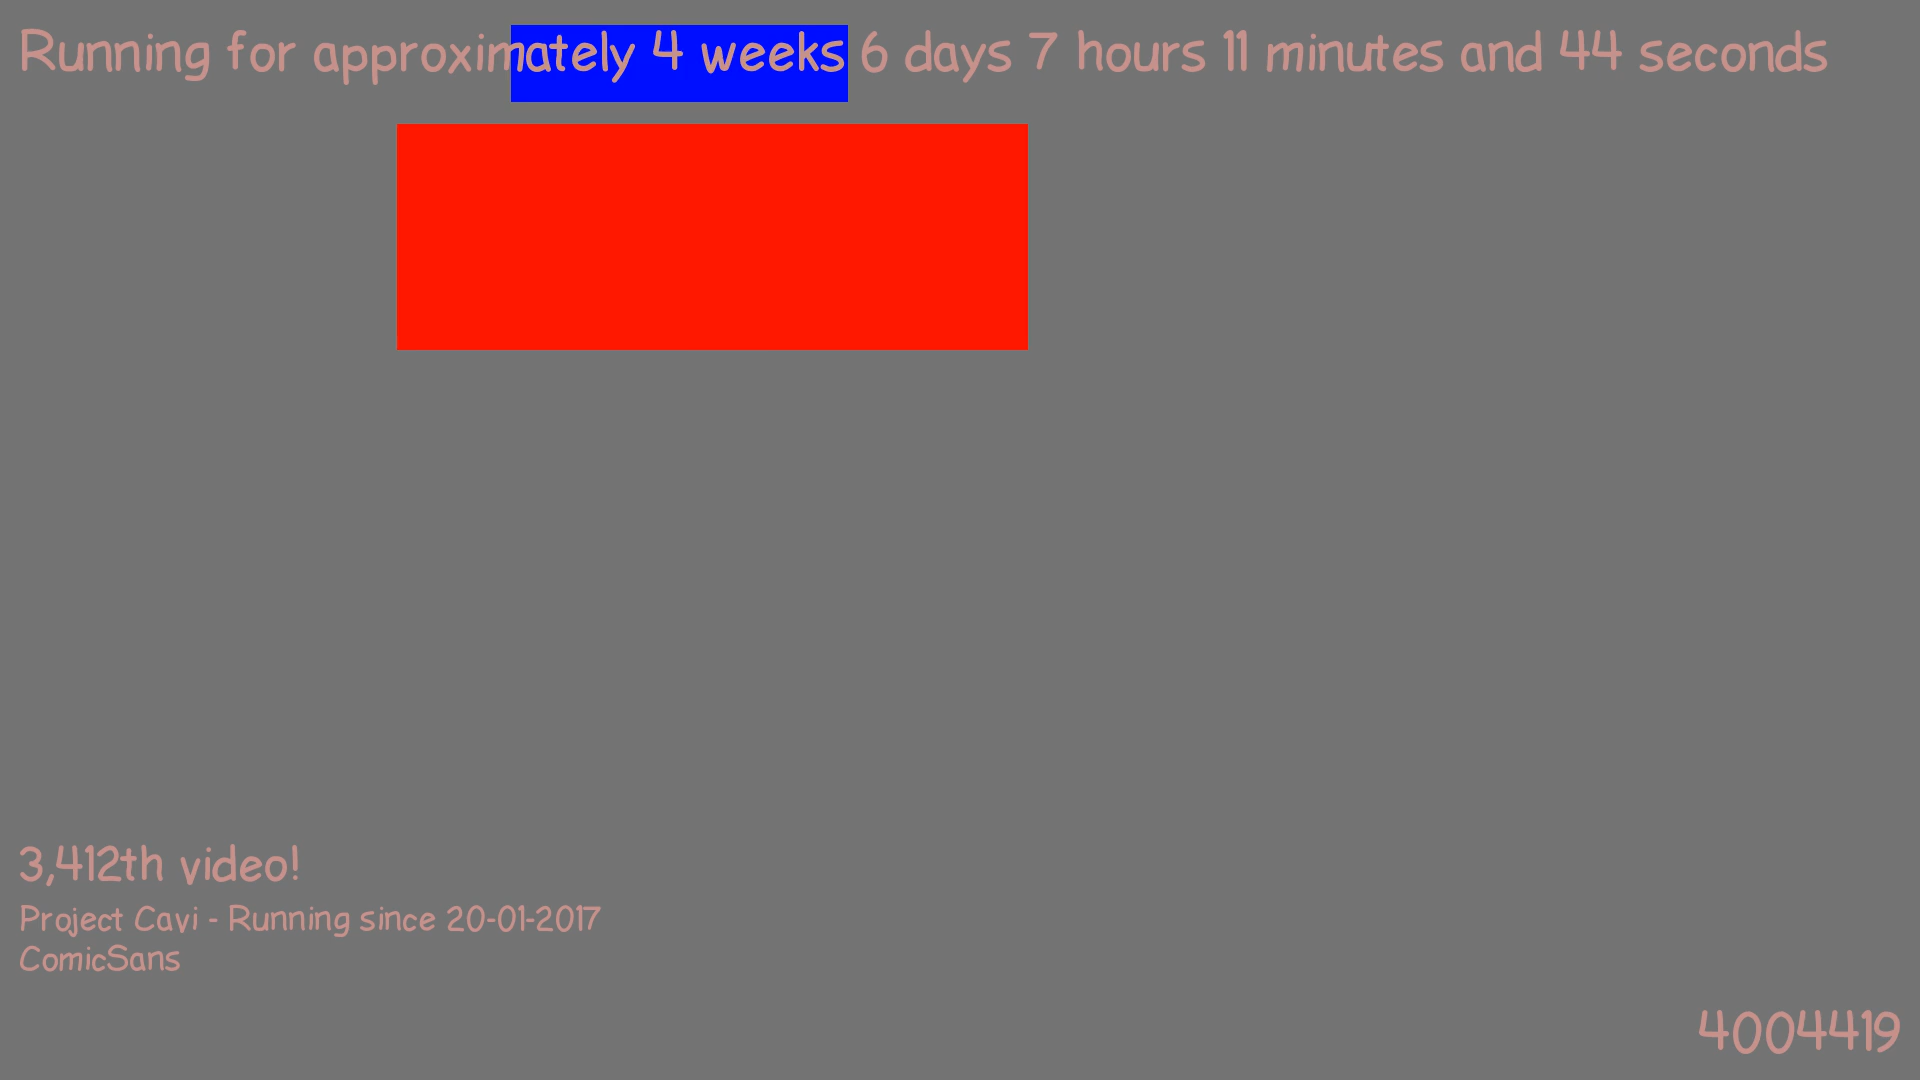 Running for approximately 4 weeks 6 days 7 hours 11 minutes and 44 seconds
3,412th video!
Project Cavi - Running since 20-01-2017
ComicSans
4004419